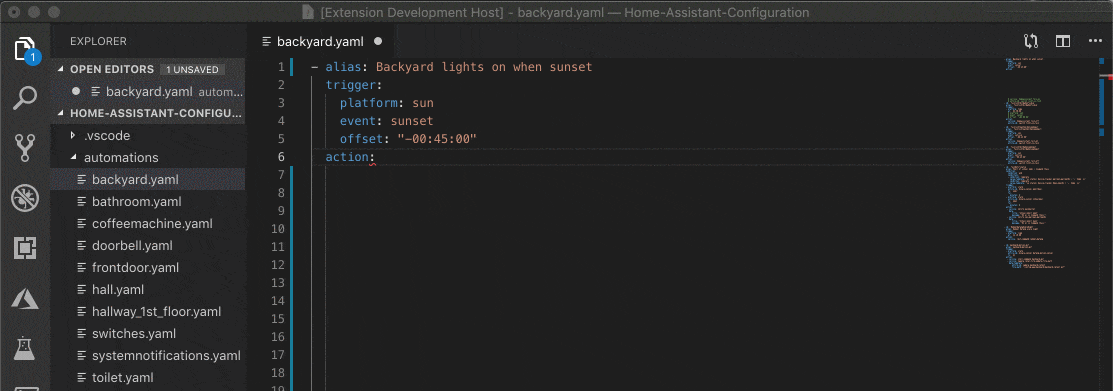 [Extension Development Host] - backyard.yaml — Home-Assistant-Configuration
1
EXPLORER
OPEN EDITORS 1 UNSAVED
backyard.yaml autom...
HOME-ASSISTANT-CONFIGU...
.vscode
automations
backyard.yaml
bathroom.yaml
coffeemachine.yaml
doorbell.yaml
frontdoor.yaml
hall.yaml
hallway_1st_floor.yaml
switches.yaml
systemnotifications.yaml
toilet.yaml
backyard.yaml
1 - alias: Backyard lights on when sunset
2 trigger:
3 platform: sun
4 event: sunset
5 offset: "-00:45:00"
6 action:
7
8
9
10
11
12
13
14
15
16
17
18
19